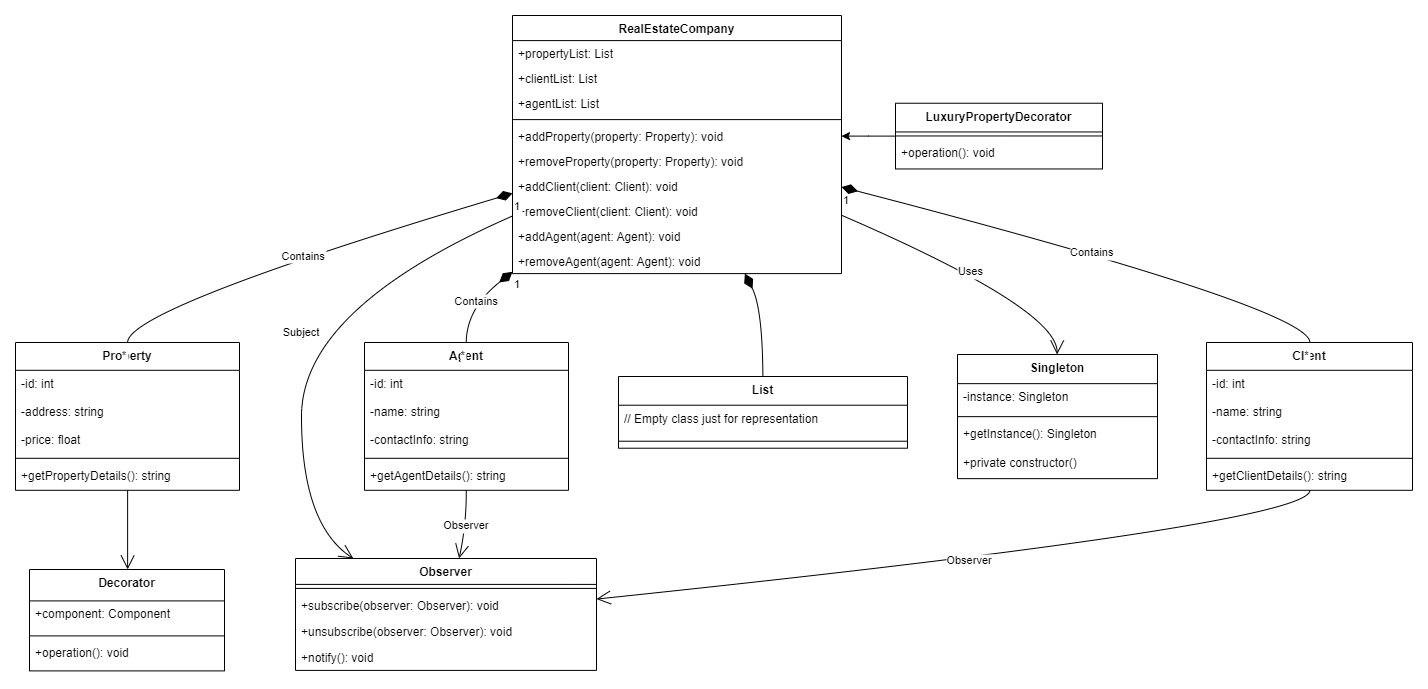 RealEstateCompany
+propertyList: List
+clientList: List
+agentList: List
+addProperty(property: Property): void
+removeProperty(property: Property): void
+addClient(client: Client): void
-removeClient(client: Client): void
+addAgent(agent: Agent): void
+removeAgent(agent: Agent): void
LuxuryPropertyDecorator
+operation(): void
1
1
1
Contains
Contains
Contains
Uses
Subject
Property
*
-id: int
-address: string
-price: float
+getPropertyDetails(): string
Agent
*
-id: int
-name: string
-contactInfo: string
+getAgentDetails(): string
List
// Empty class just for representation
Singleton
-instance: Singleton
+getInstance(): Singleton
+private constructor()
Client
*
-id: int
-name: string
-contactInfo: string
+getClientDetails(): string
Observer
Observer
Decorator
+component: Component
+operation(): void
Observer
+subscribe(observer: Observer): void
+unsubscribe(observer: Observer): void
+notify(): void